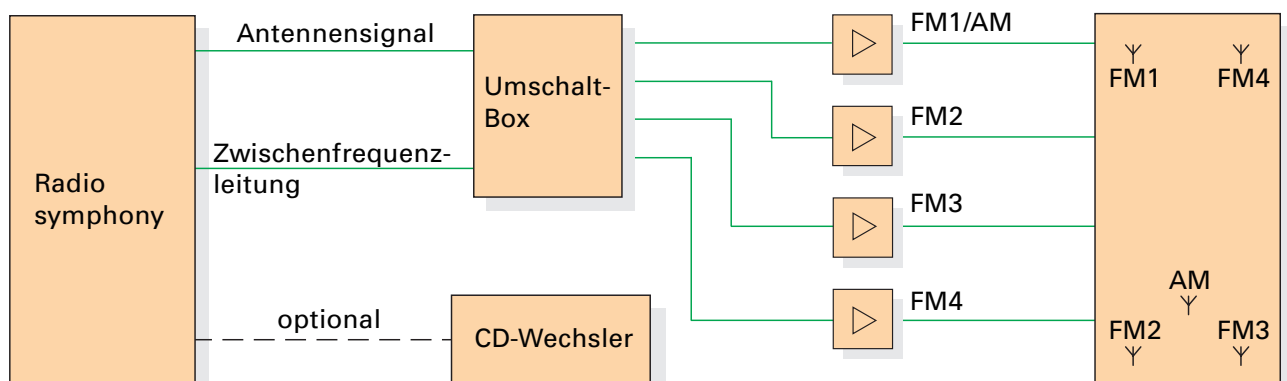 Radio
symphony
Antennensignal
Zwischenfrequenz-
leitung
optional
Umschalt-
Box
CD-Wechsler
FM1/AM
FM2
FM3
FM4
FM1
FM4
AM
FM2
FM3